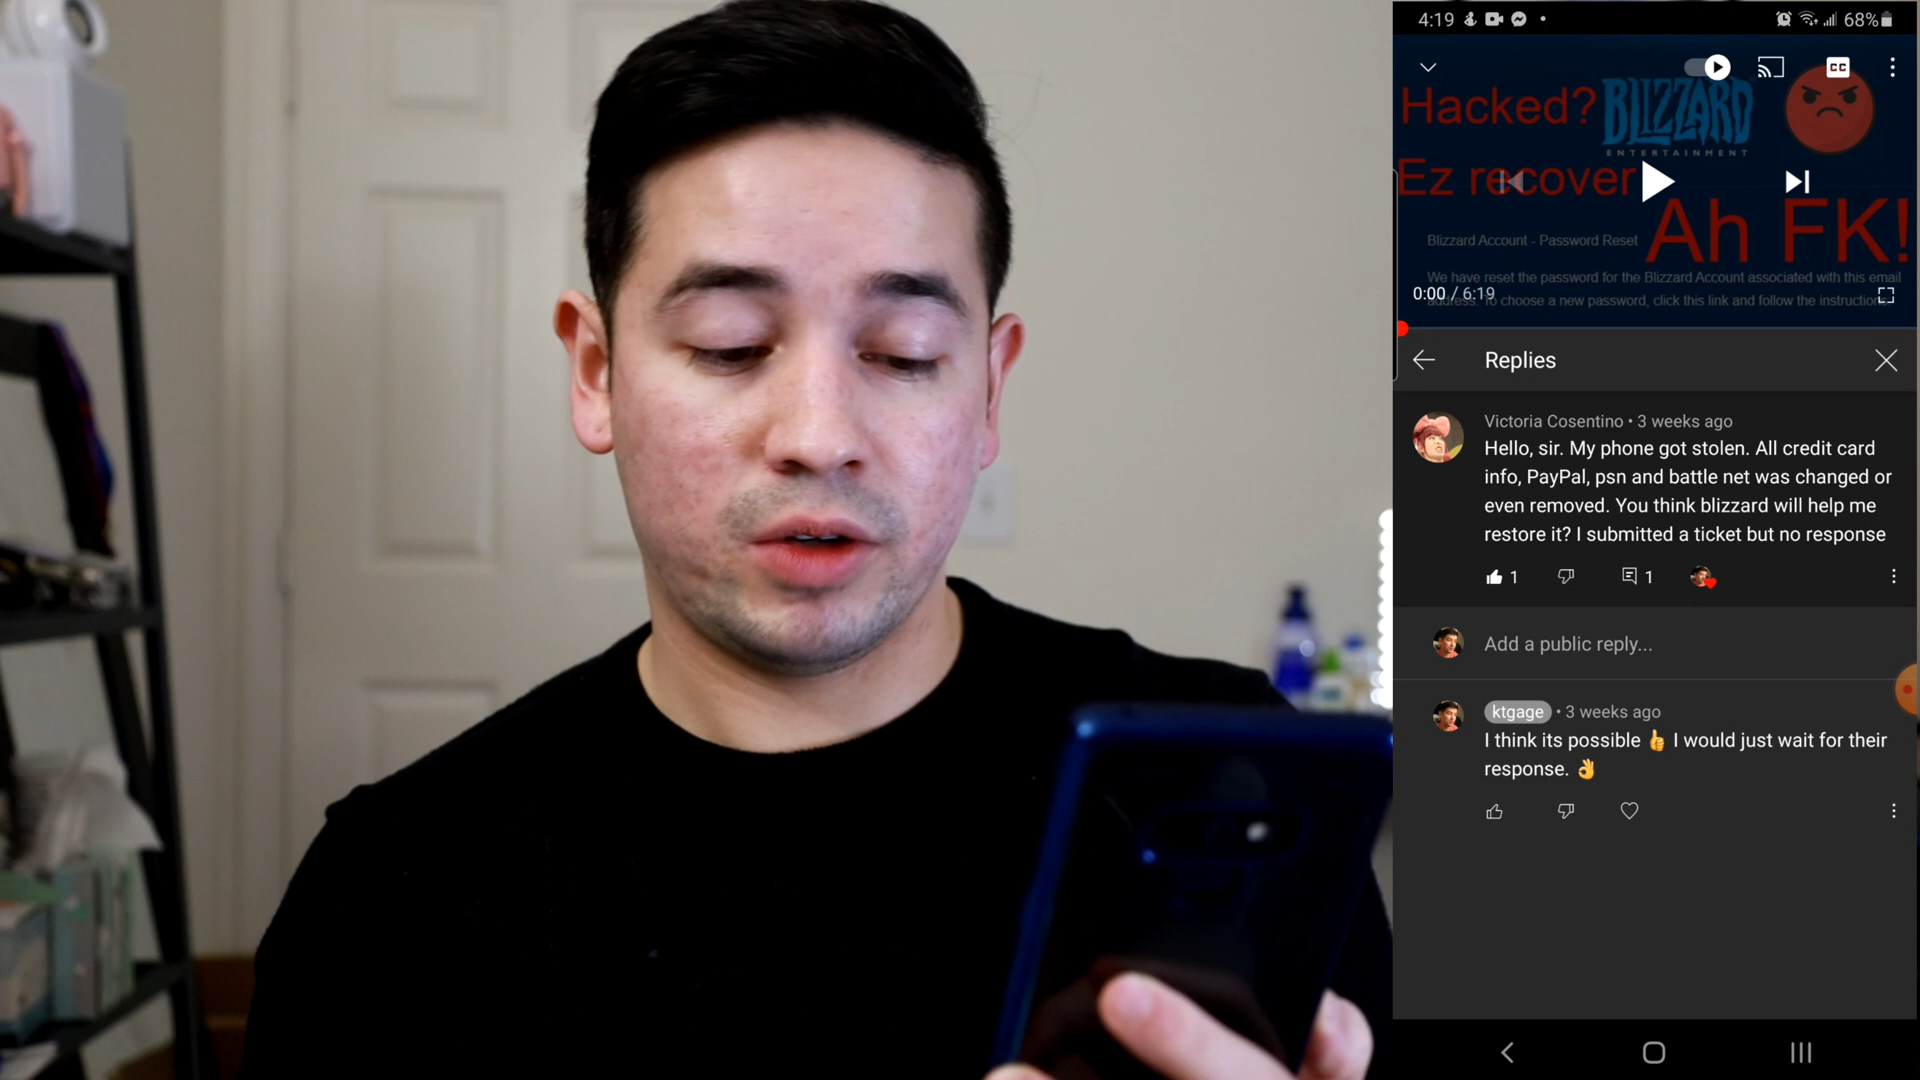 4:19
68%
CC
Hacked?
BLIZZARD
ENTERTAINMENT
Ez recover
Ah FK!
Blizzard Account - Password Reset
We have reset the password for the Blizzard Account associated with this email
address. To choose a new password, click this link and follow the instructions
0:00 / 6:19
Replies
Victoria Cosentino • 3 weeks ago
Hello, sir. My phone got stolen. All credit card
info, PayPal, psn and battle net was changed or
even removed. You think blizzard will help me
restore it? I submitted a ticket but no response
1
1
Add a public reply...
ktgage • 3 weeks ago
I think its possible 👍 I would just wait for their
response. 👌